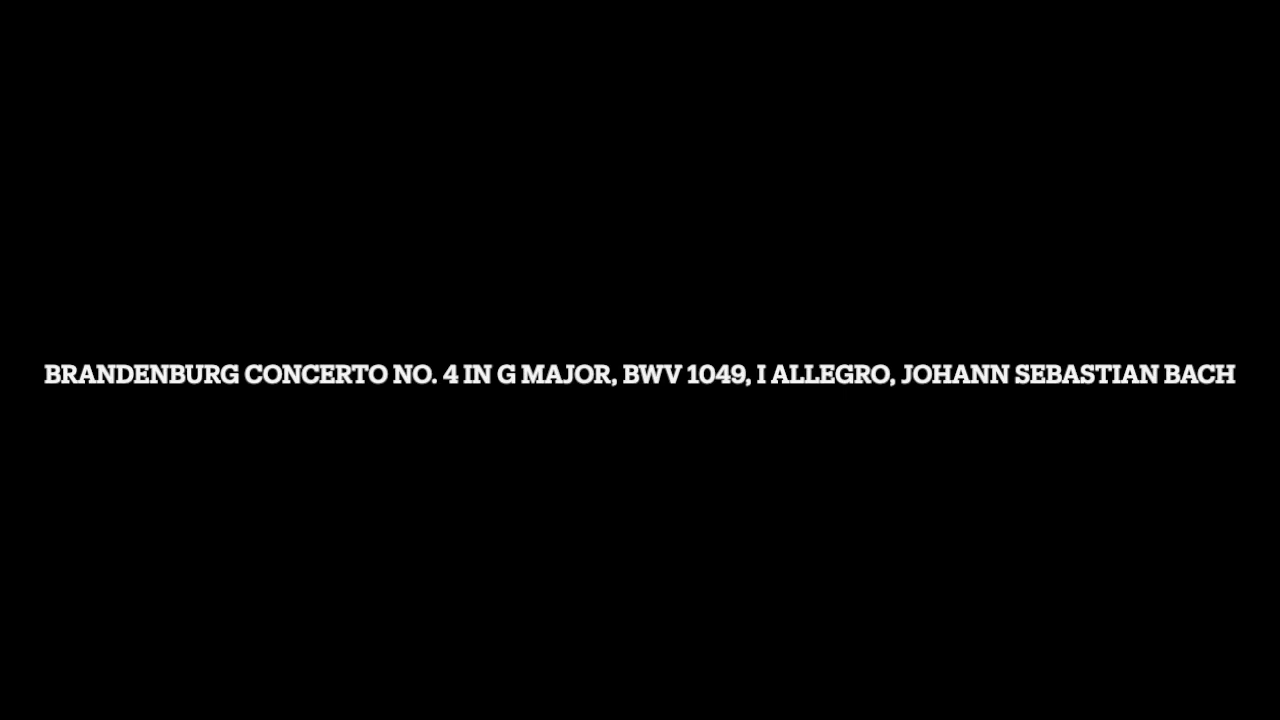 BRANDENBURG CONCERTO NO. 4 IN G MAJOR, BWV 1049, I ALLEGRO, JOHANN SEBASTIAN BACH